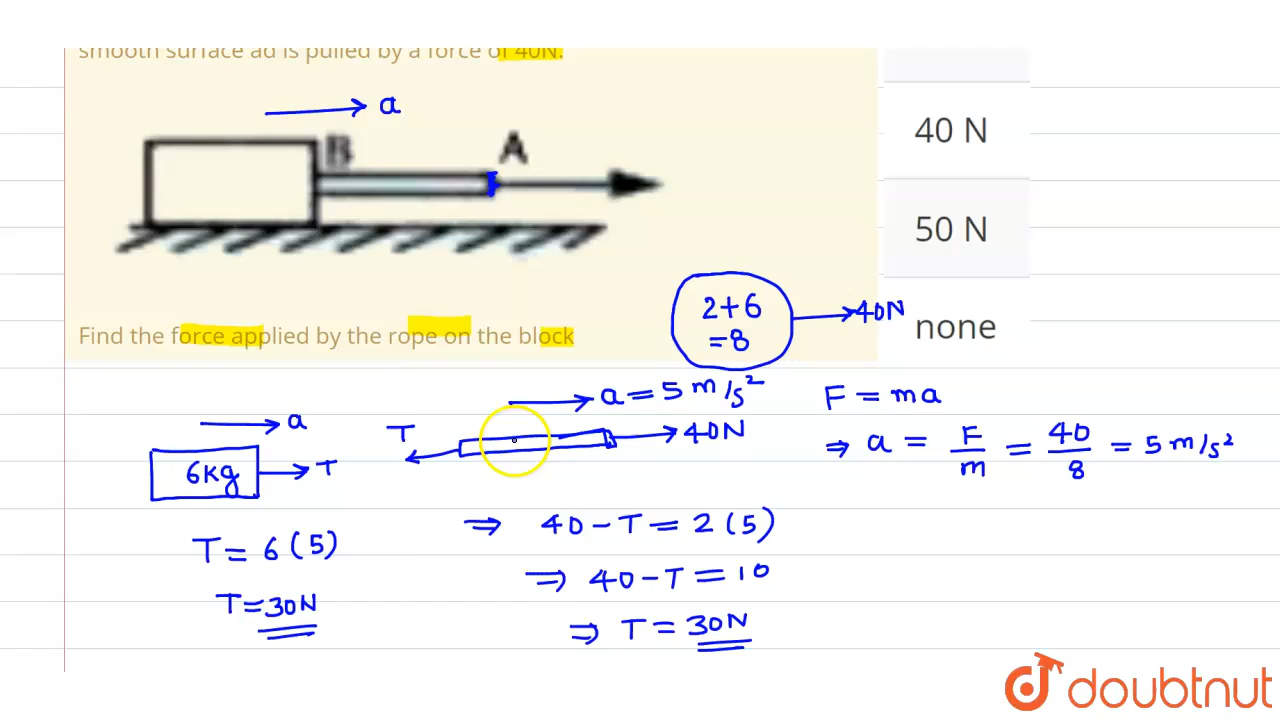 smooth surface ad is pulled by a force of 40N.
a
B
A
40 N
50 N
none
2+6
=8
40N
Find the force applied by the rope on the block
a = 5 m/s²
F = ma
a
T
40N
6kg
T
⇒ a = F/m = 40/8 = 5 m/s²
T = 6 (5)
T = 30N
⇒ 40 - T = 2 (5)
⇒ 40 - T = 10
⇒ T = 30N
doubtnut